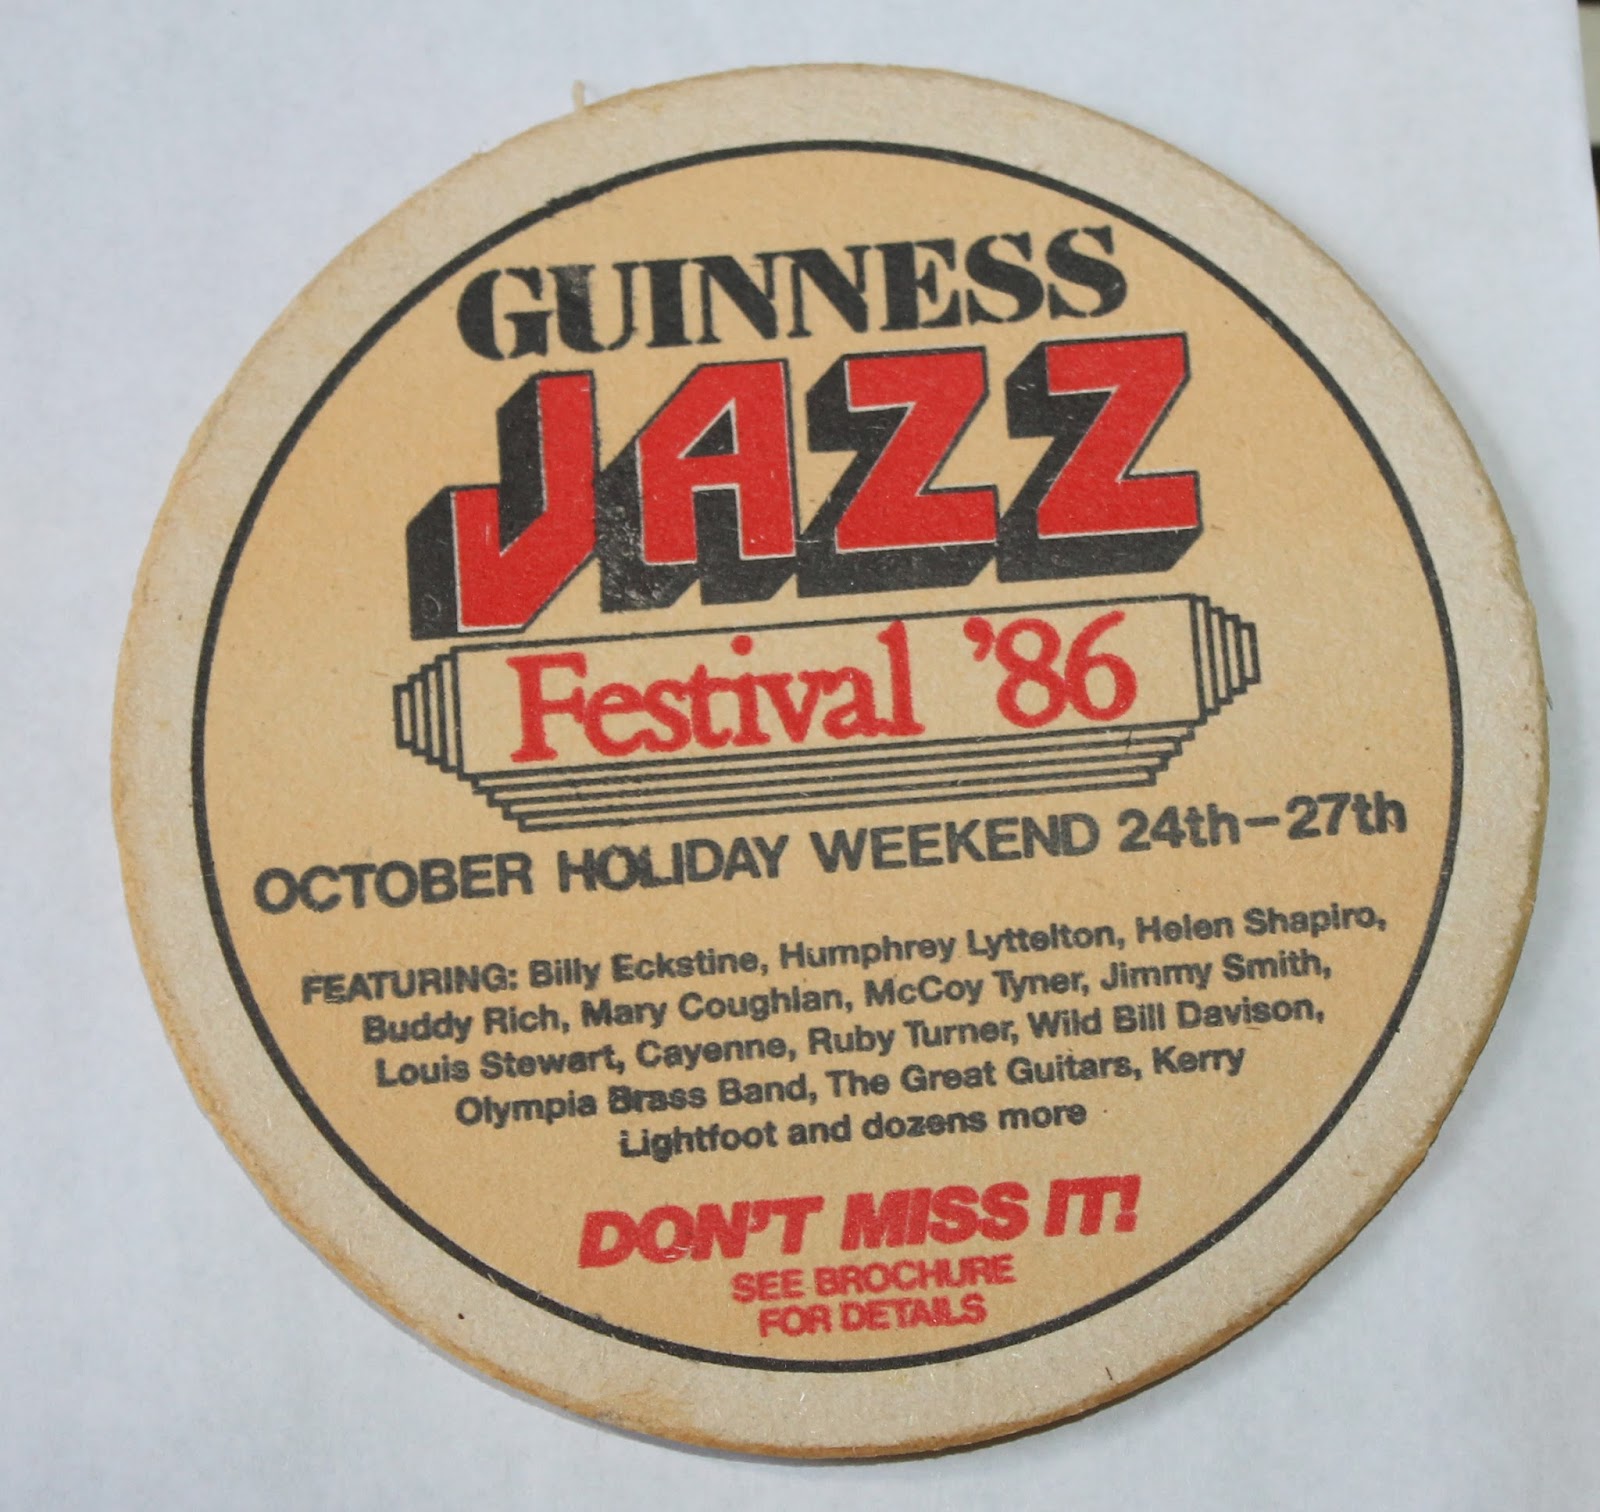 GUINNESS
JAZZ
Festival '86
OCTOBER HOLIDAY WEEKEND 24th-27th
FEATURING: Billy Eckstine, Humphrey Lyttelton, Helen Shapiro,
Buddy Rich, Mary Coughlan, McCoy Tyner, Jimmy Smith,
Louis Stewart, Cayenne, Ruby Turner, Wild Bill Davison,
Olympia Brass Band, The Great Guitars, Kerry
Lightfoot and dozens more
DON'T MISS IT!
SEE BROCHURE
FOR DETAILS